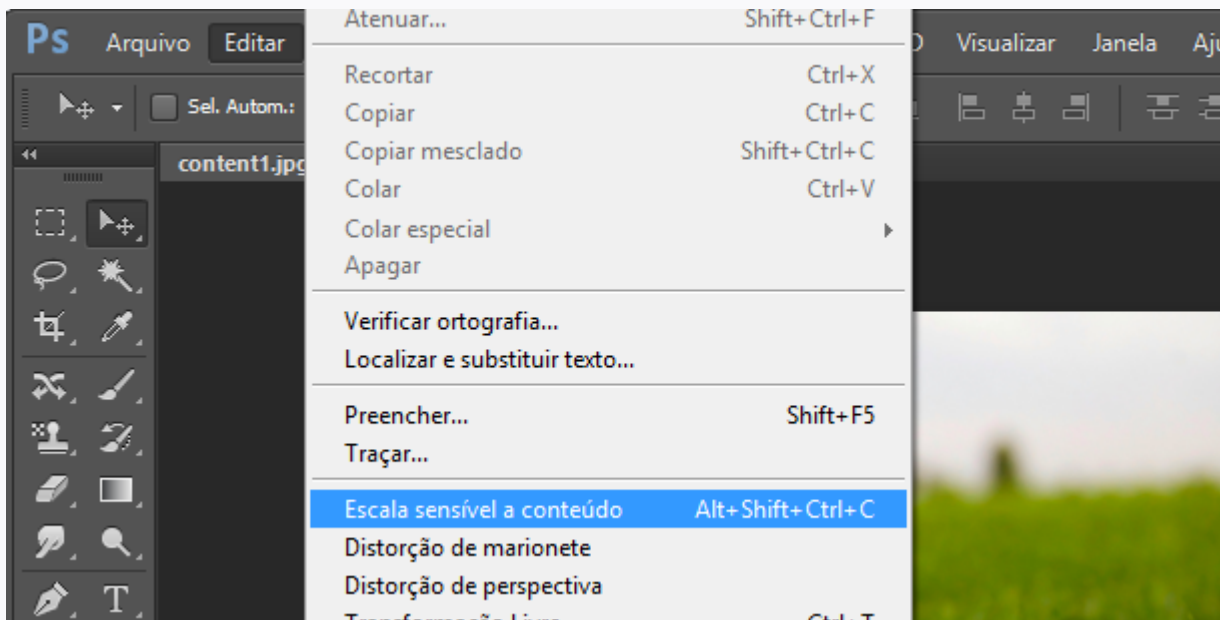 Ps Arquivo Editar Visualizar Janela
Sel. Autom.:
content1.jpg
Atenuar... Shift+Ctrl+F
Recortar Ctrl+X
Copiar Ctrl+C
Copiar mesclado Shift+Ctrl+C
Colar Ctrl+V
Colar especial
Apagar
Verificar ortografia...
Localizar e substituir texto...
Preencher... Shift+F5
Traçar...
Escala sensível a conteúdo Alt+Shift+Ctrl+C
Distorção de marionete
Distorção de perspectiva
Ctrl+T